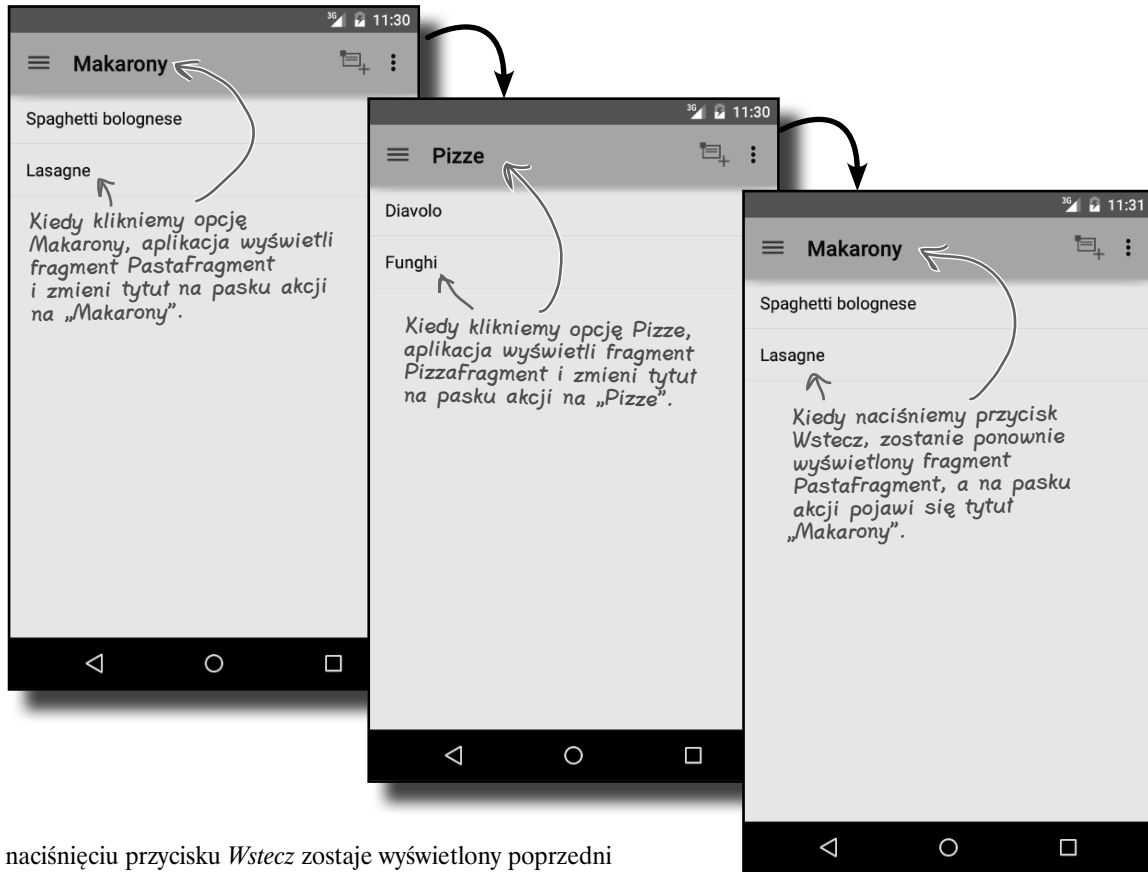 3G 11:30
Makarony
Spaghetti bolognese
Lasagne
Kiedy klikniemy opcję
Makarony, aplikacja wyświetli
fragment PastaFragment
i zmieni tytuł na pasku akcji
na „Makarony”.
3G 11:30
Pizze
Diavolo
Funghi
Kiedy klikniemy opcję Pizze,
aplikacja wyświetli fragment
PizzaFragment i zmieni tytuł
na pasku akcji na „Pizze”.
3G 11:31
Makarony
Spaghetti bolognese
Lasagne
Kiedy naciśniemy przycisk
Wstecz, zostanie ponownie
wyświetlony fragment
PastaFragment, a na pasku
akcji pojawi się tytuł
„Makarony”.
naciśnięciu przycisku Wstecz zostaje wyświetlony poprzedni